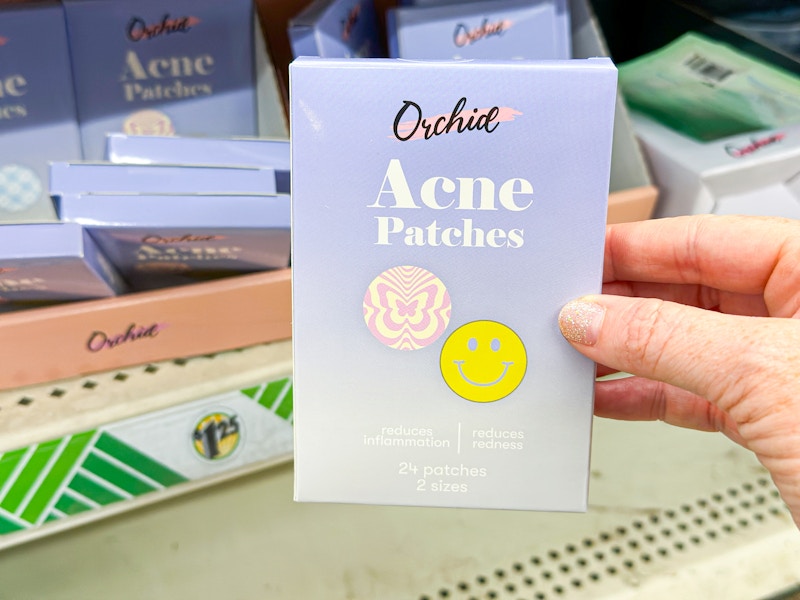 Orchid
Acne
Patches
Orchid
Orchid
Acne
Patches
reduces
inflammation
reduces
redness
24 patches
2 sizes
Orchid
Orchid
Orchid
$1.25